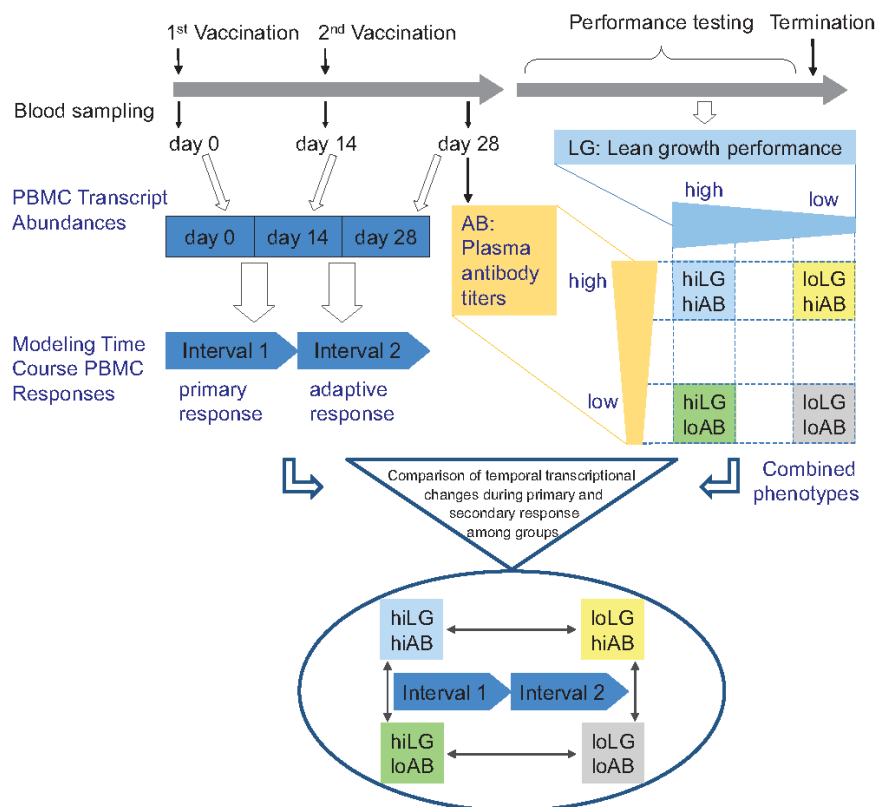 1st Vaccination
2nd Vaccination
Performance testing
Termination
Blood sampling
day 0
day 14
day 28
LG: Lean growth performance
PBMC Transcript
Abundances
day 0
day 14
day 28
AB:
Plasma
antibody
titers
high
low
high
low
hiLG
hiAB
loLG
hiAB
hiLG
loAB
loLG
loAB
Modeling Time
Course PBMC
Responses
Interval 1
Interval 2
primary
response
adaptive
response
Combined
phenotypes
Comparison of temporal transcriptional
changes during primary and
secondary response
among groups
hiLG
hiAB
loLG
hiAB
Interval 1
Interval 2
hiLG
loAB
loLG
loAB